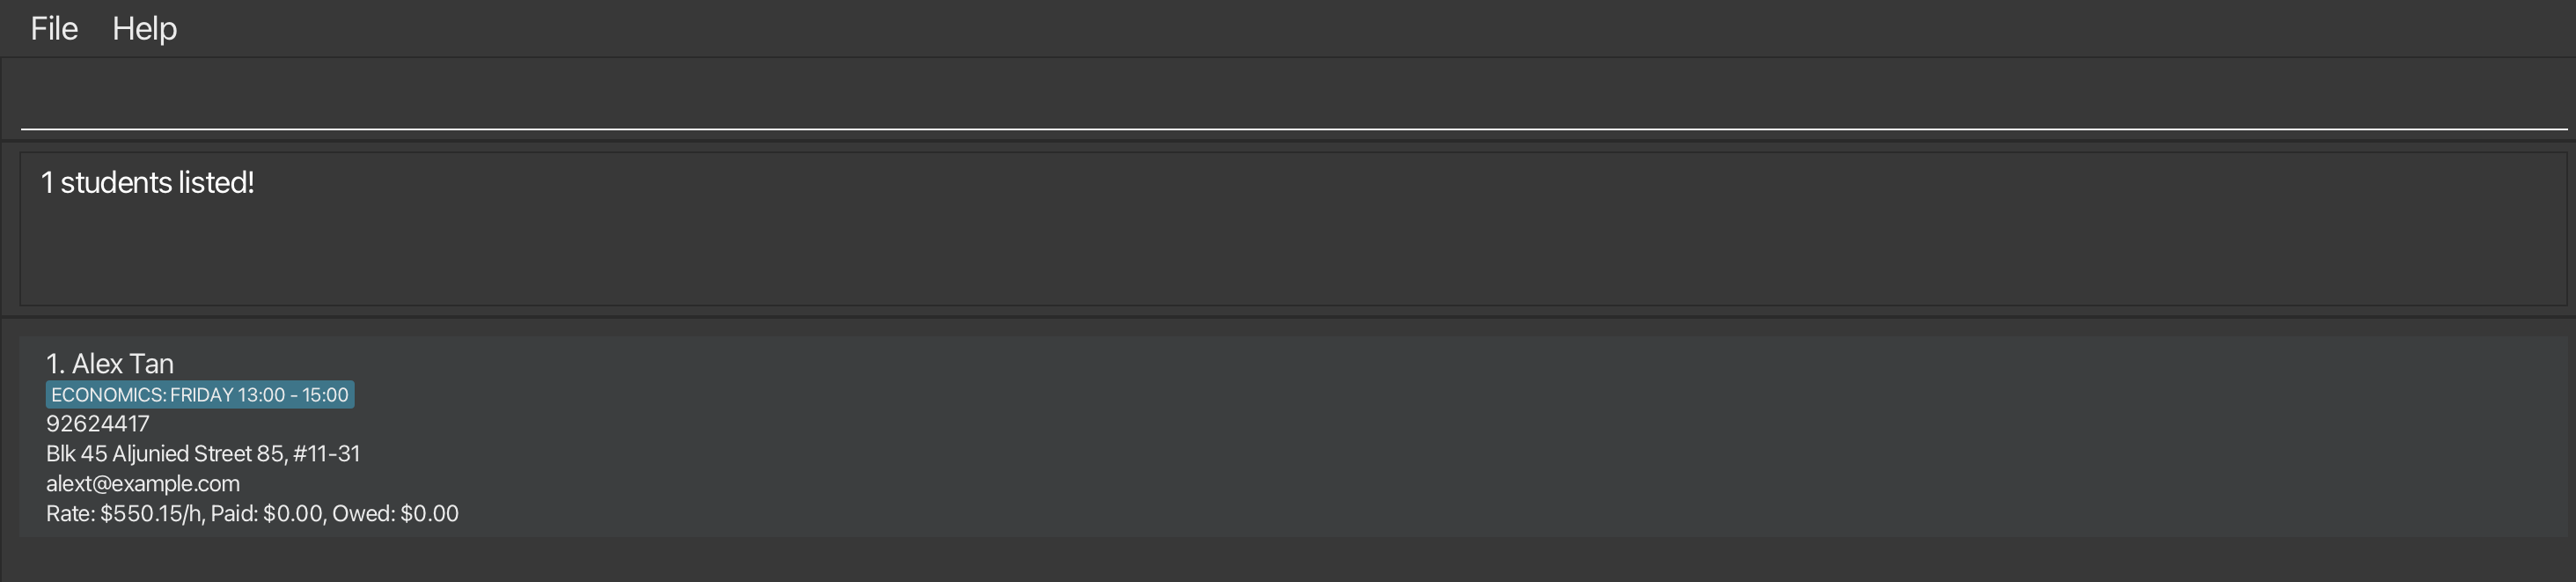 File Help
1 students listed!
1. Alex Tan
ECONOMICS: FRIDAY 13:00 - 15:00
92624417
Blk 45 Aljunied Street 85, #11-31
alext@example.com
Rate: $550.15/h, Paid: $0.00, Owed: $0.00